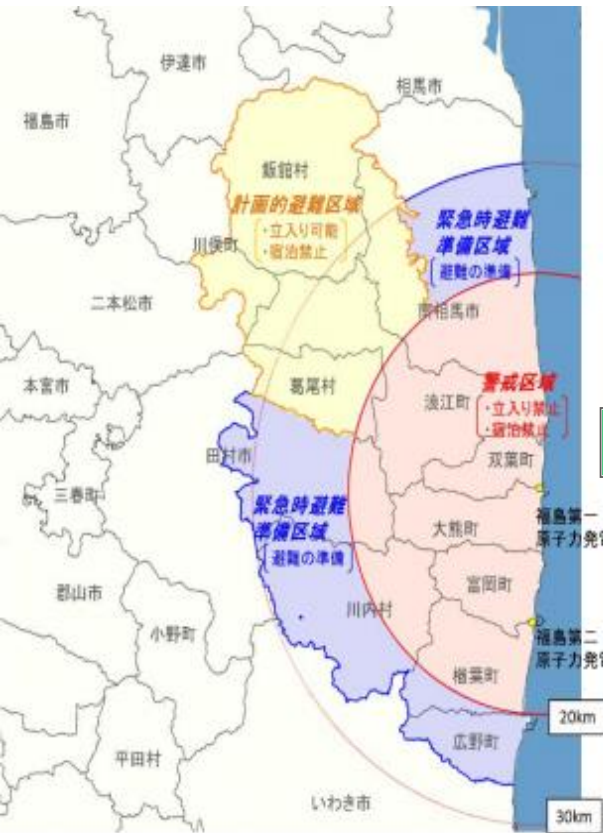 伊達市
相馬市
福島市
飯舘村
計画的避難区域
・立入り可能
・宿泊禁止
緊急時避難
準備区域
避難の準備
川俣町
二本松市
南相馬市
本宮市
葛尾村
浪江町
警戒区域
・立入り禁止
・宿泊禁止
田村市
双葉町
三春町
緊急時避難
準備区域
避難の準備
大熊町
福島第一
原子力発電
郡山市
川内村
富岡町
小野町
福島第二
原子力発電
楢葉町
20km
広野町
平田村
いわき市
30km